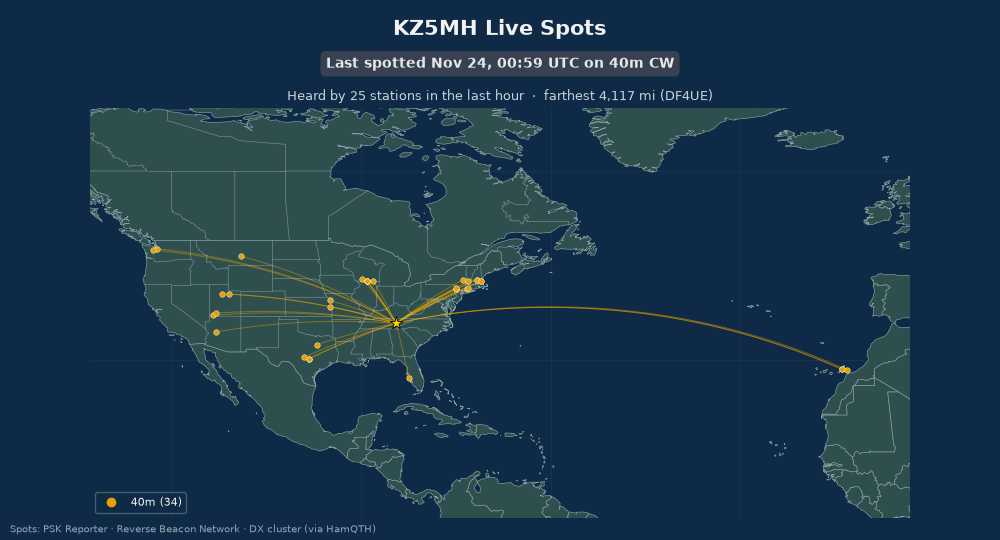 KZ5MH Live Spots
Last spotted Nov 24, 00:59 UTC on 40m CW
Heard by 25 stations in the last hour · farthest 4,117 mi (DF4UE)
40m (34)
Spots: PSK Reporter · Reverse Beacon Network · DX cluster (via HamQTH)